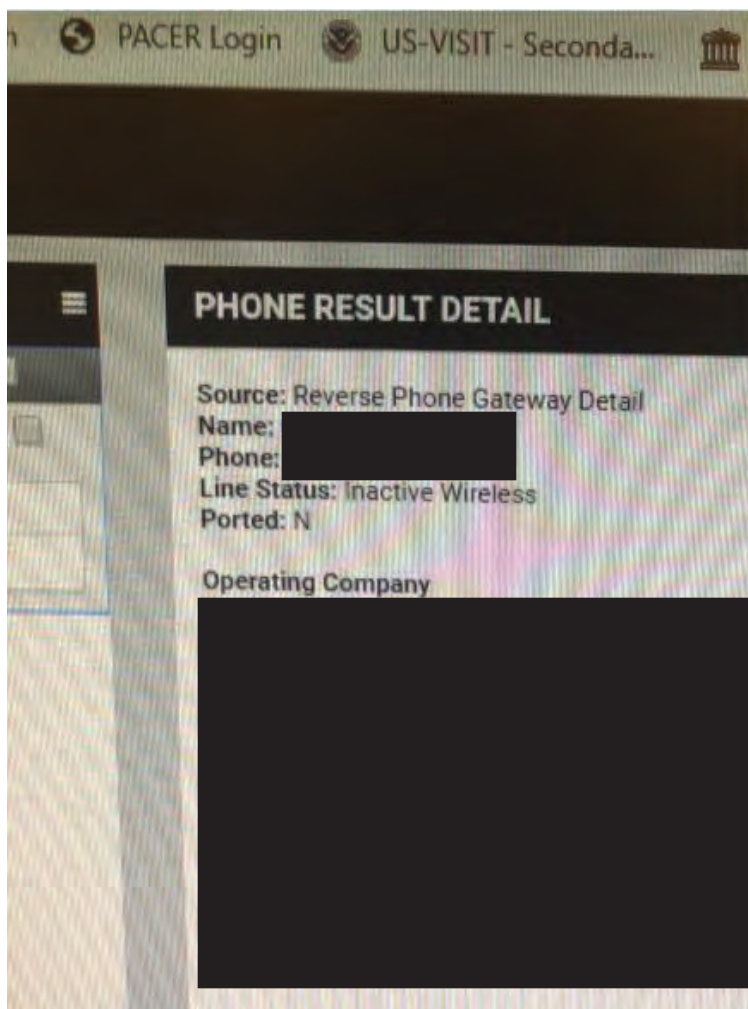 PACER Login US-VISIT - Seconda...
PHONE RESULT DETAIL
Source: Reverse Phone Gateway Detail
Name:
Phone:
Line Status: Inactive Wireless
Ported: N
Operating Company